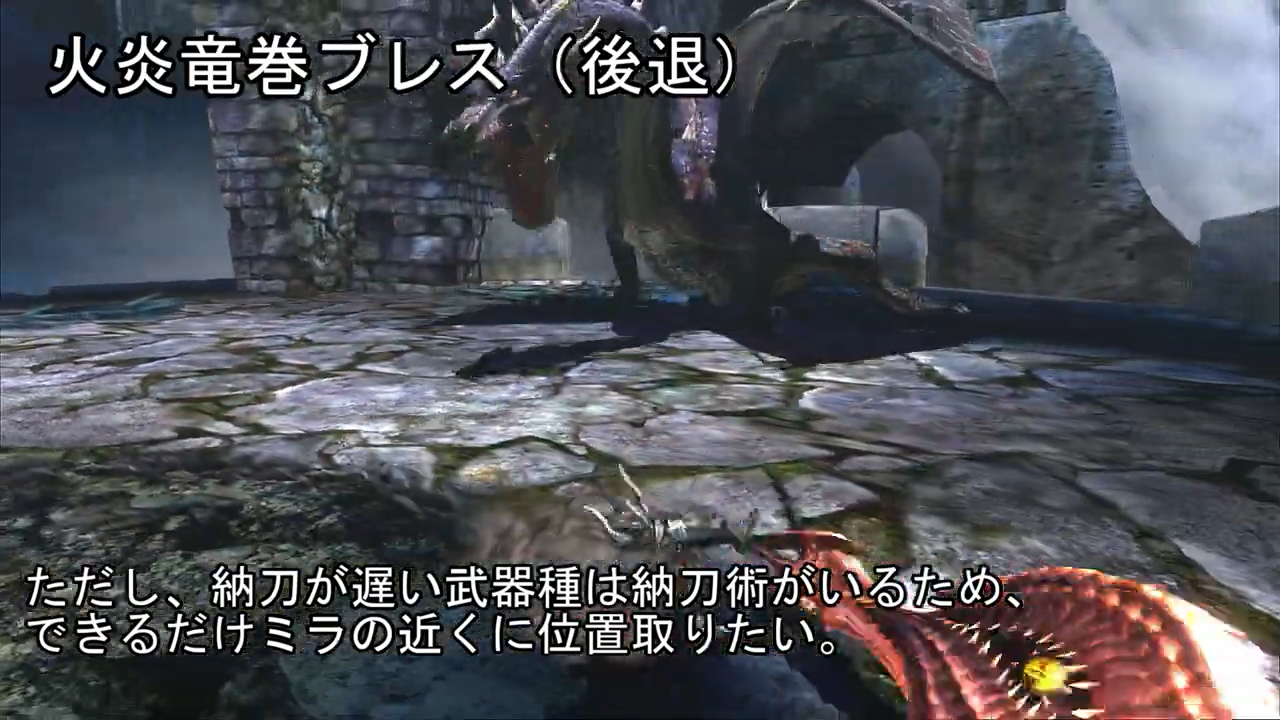 火炎竜巻ブレス（後退）
ただし、納刀が遅い武器種は納刀術がいるため、
できるだけミラの近くに位置取りたい。